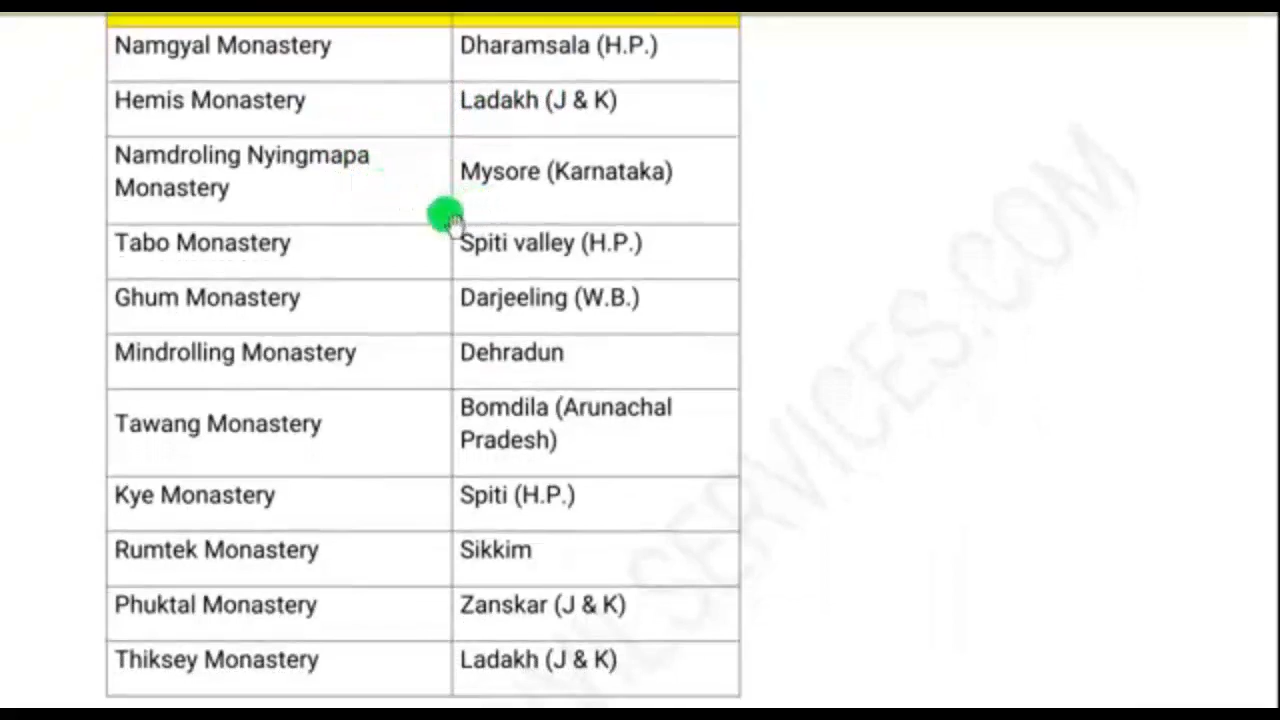 Namgyal Monastery
Dharamsala (H.P.)
Hemis Monastery
Ladakh (J & K)
Namdroling Nyingmapa
Monastery
Mysore (Karnataka)
Tabo Monastery
Spiti valley (H.P.)
Ghum Monastery
Darjeeling (W.B.)
Mindrolling Monastery
Dehradun
Tawang Monastery
Bomdila (Arunachal
Pradesh)
Kye Monastery
Spiti (H.P.)
Rumtek Monastery
Sikkim
Phuktal Monastery
Zanskar (J & K)
Thiksey Monastery
Ladakh (J & K)
SERVICES.COM